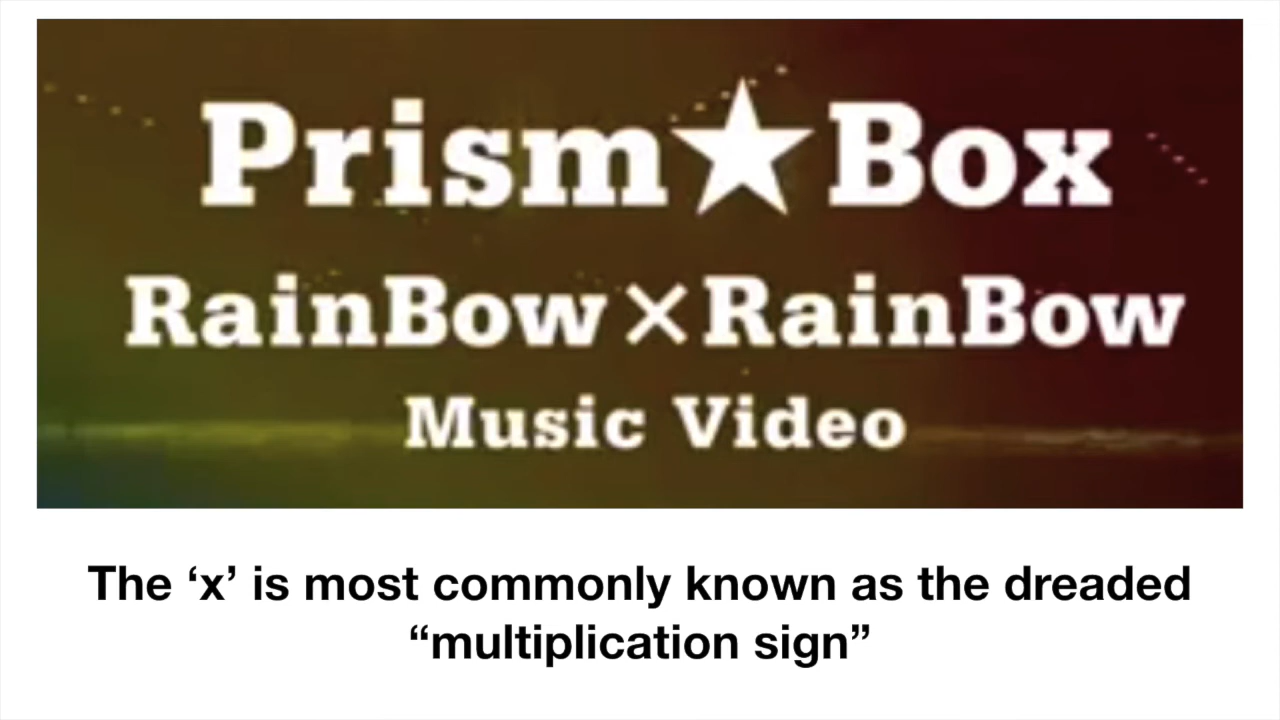 Prism★Box
RainBow×RainBow
Music Video
The ‘x’ is most commonly known as the dreaded
“multiplication sign”